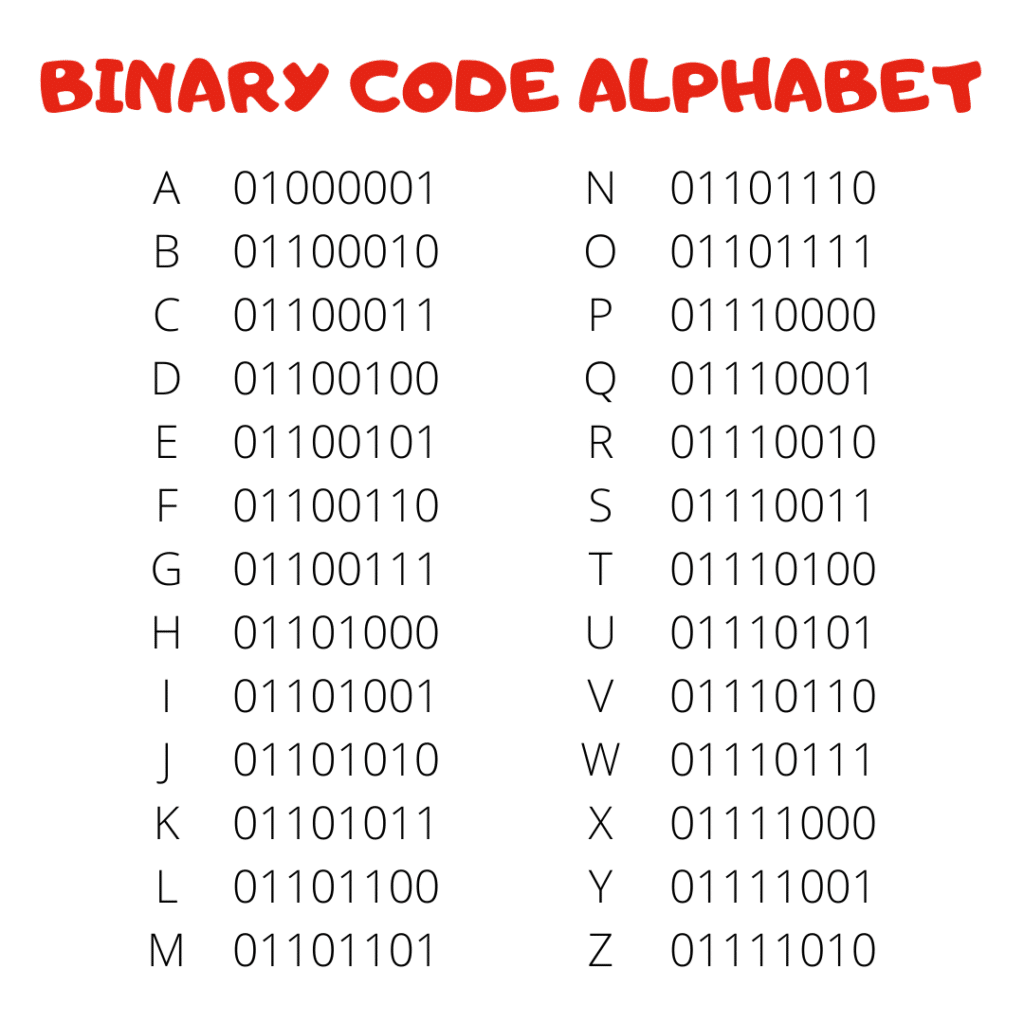 BINARY CODE ALPHABET
A 01000001
B 01100010
C 01100011
D 01100100
E 01100101
F 01100110
G 01100111
H 01101000
I 01101001
J 01101010
K 01101011
L 01101100
M 01101101
N 01101110
O 01101111
P 01110000
Q 01110001
R 01110010
S 01110011
T 01110100
U 01110101
V 01110110
W 01110111
X 01111000
Y 01111001
Z 01111010